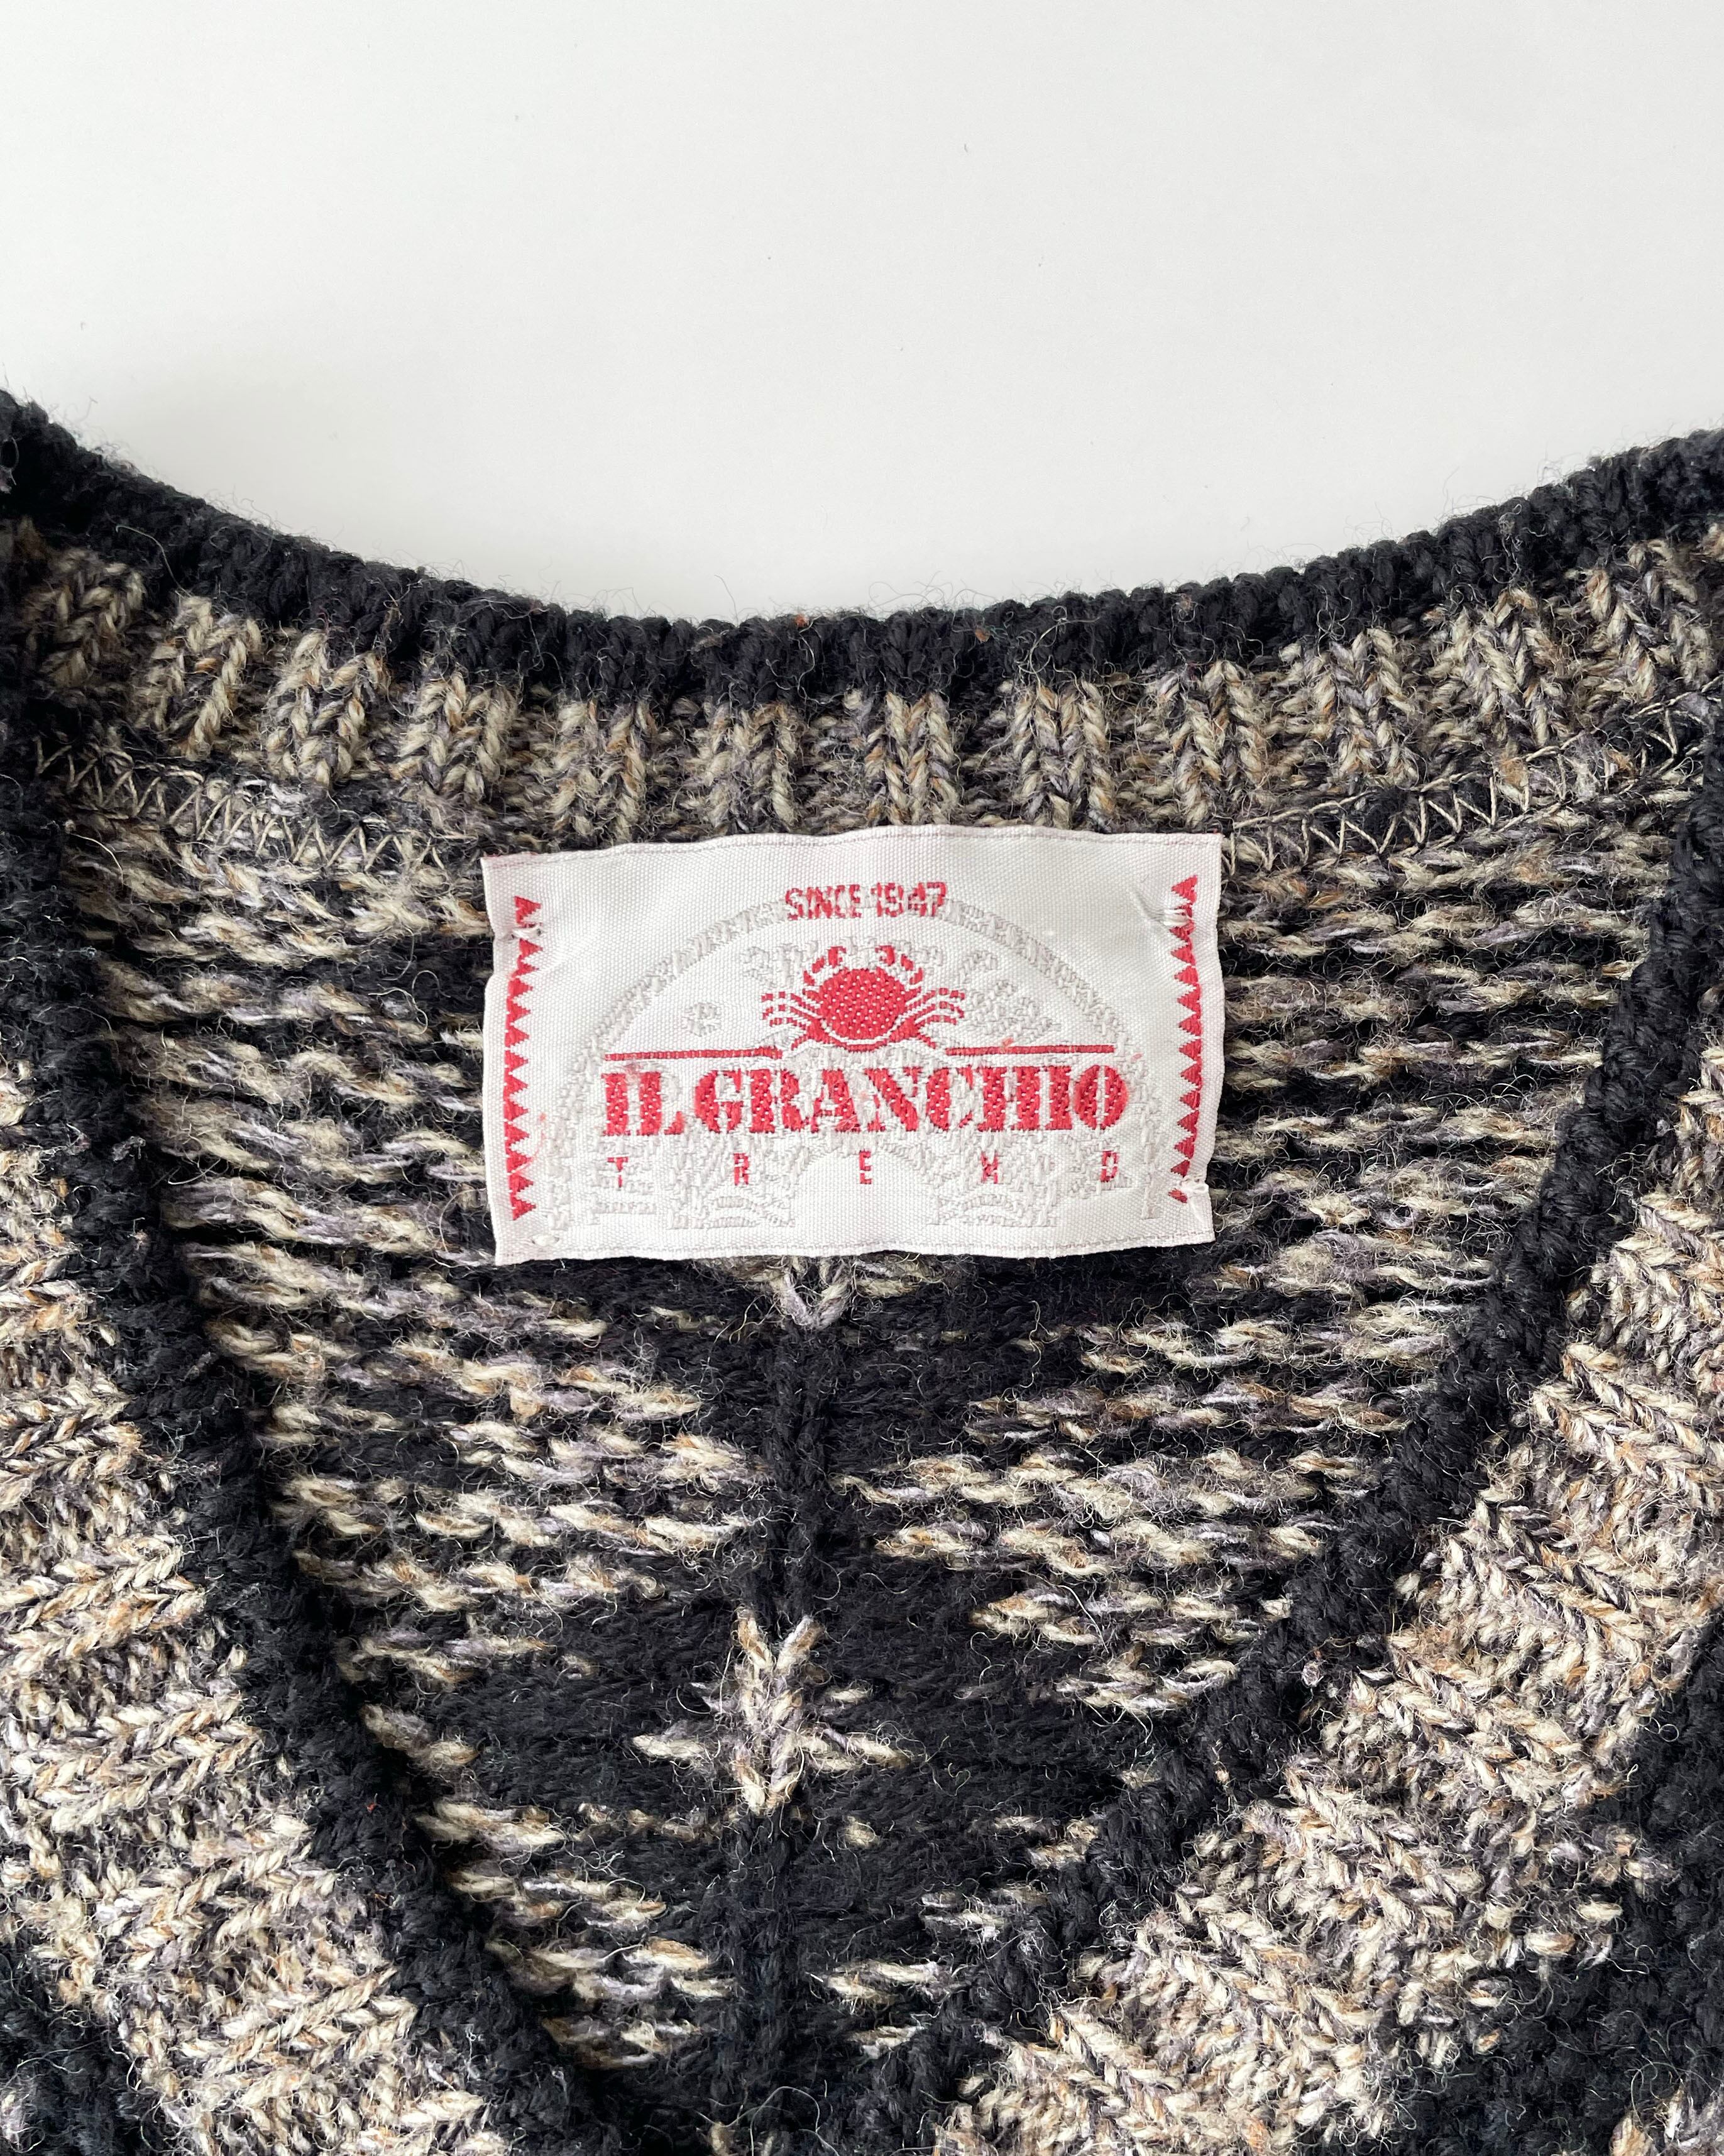 SINCE 1947
IL GRANCHIO
TREND